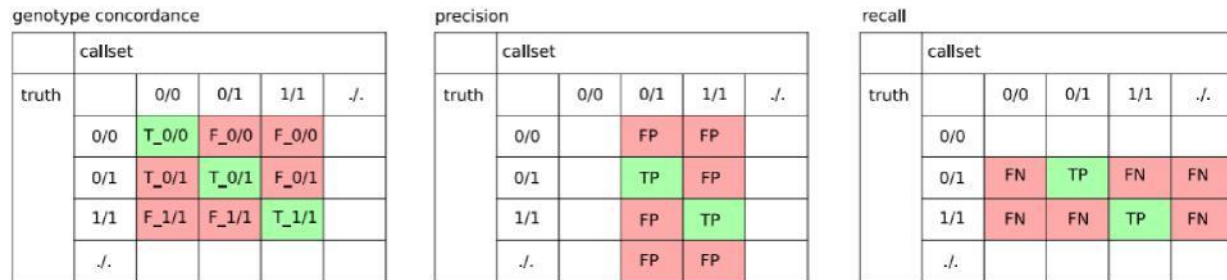 genotype concordance
callset
truth 0/0 0/1 1/1 ./.
0/0 T_0/0 F_0/0 F_0/0
0/1 T_0/1 T_0/1 F_0/1
1/1 F_1/1 F_1/1 T_1/1
./.
precision
callset
truth 0/0 0/1 1/1 ./.
0/0 FP FP
0/1 TP FP
1/1 FP TP
./. FP FP
recall
callset
truth 0/0 0/1 1/1 ./.
0/0
0/1 FN TP FN FN
1/1 FN FN TP FN
./.